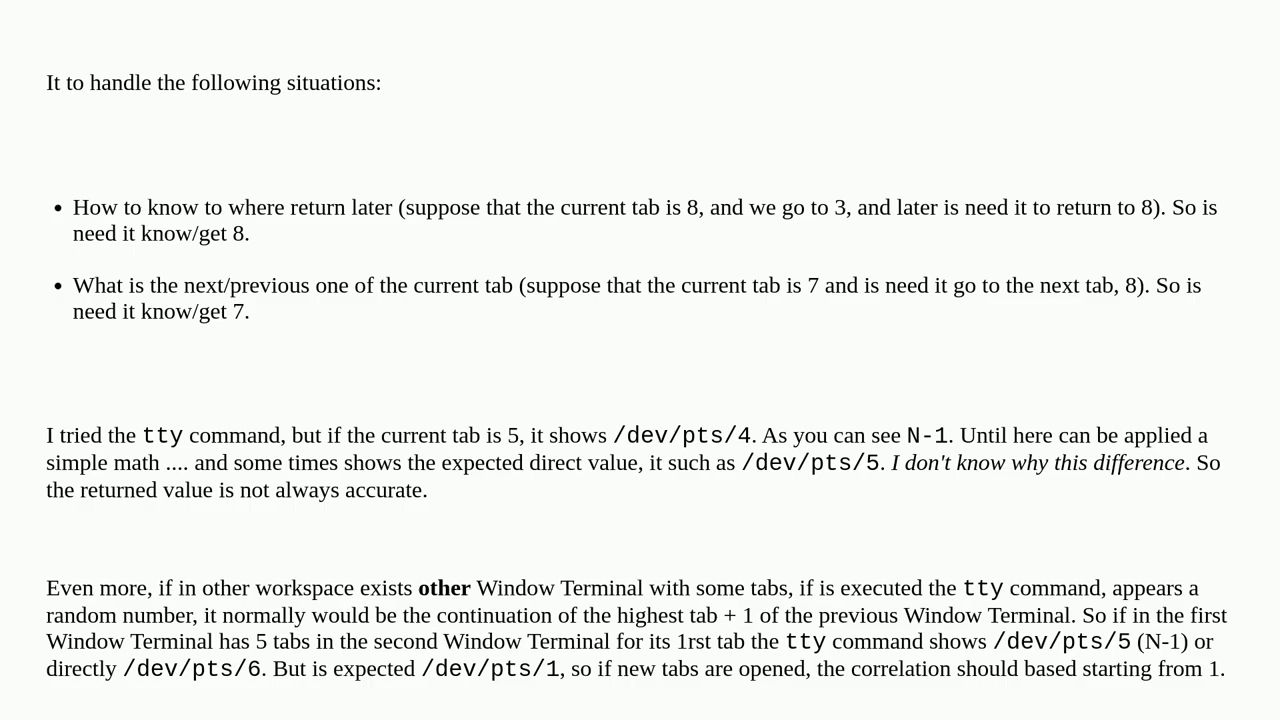 It to handle the following situations:
• How to know to where return later (suppose that the current tab is 8, and we go to 3, and later is need it to return to 8). So is
need it know/get 8.
• What is the next/previous one of the current tab (suppose that the current tab is 7 and is need it go to the next tab, 8). So is
need it know/get 7.
I tried the tty command, but if the current tab is 5, it shows /dev/pts/4. As you can see N-1. Until here can be applied a
simple math .... and some times shows the expected direct value, it such as /dev/pts/5. I don't know why this difference. So
the returned value is not always accurate.
Even more, if in other workspace exists other Window Terminal with some tabs, if is executed the tty command, appears a
random number, it normally would be the continuation of the highest tab + 1 of the previous Window Terminal. So if in the first
Window Terminal has 5 tabs in the second Window Terminal for its 1rst tab the tty command shows /dev/pts/5 (N-1) or
directly /dev/pts/6. But is expected /dev/pts/1, so if new tabs are opened, the correlation should based starting from 1.